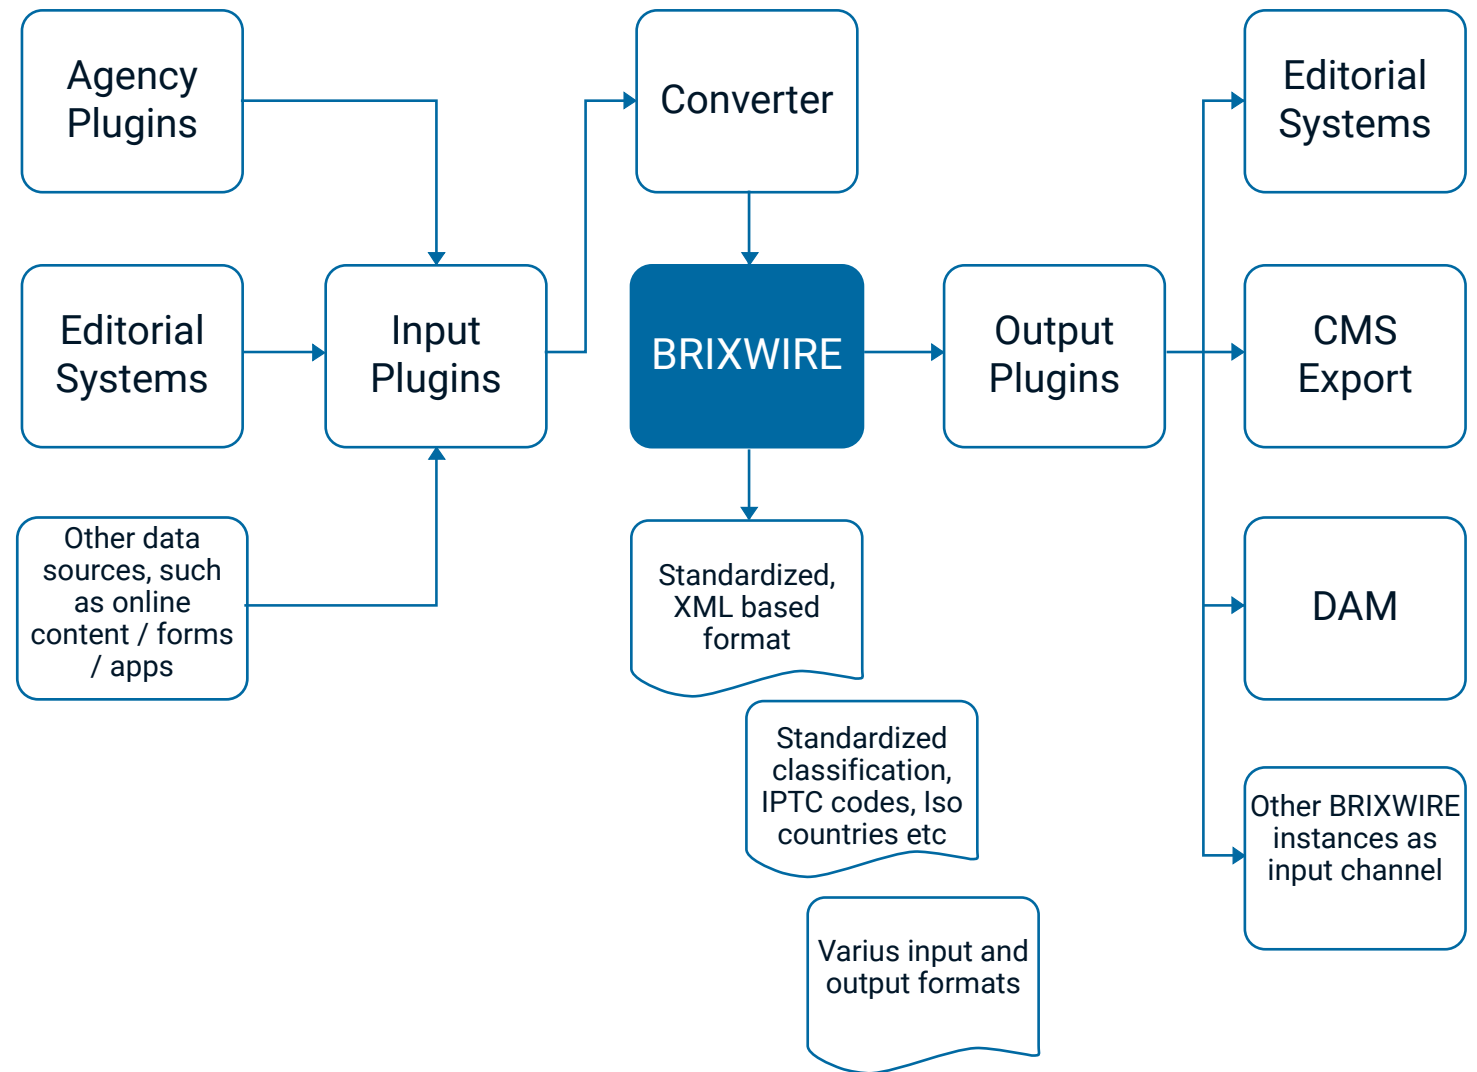 Agency
Plugins
Converter
Editorial
Systems
Editorial
Systems
Input
Plugins
BRIXWIRE
Output
Plugins
CMS
Export
Other data
sources, such
as online
content / forms
/ apps
Standardized,
XML based
format
DAM
Standardized
classification,
IPTC codes, Iso
countries etc
Other BRIXWIRE
instances as
input channel
Varius input and
output formats